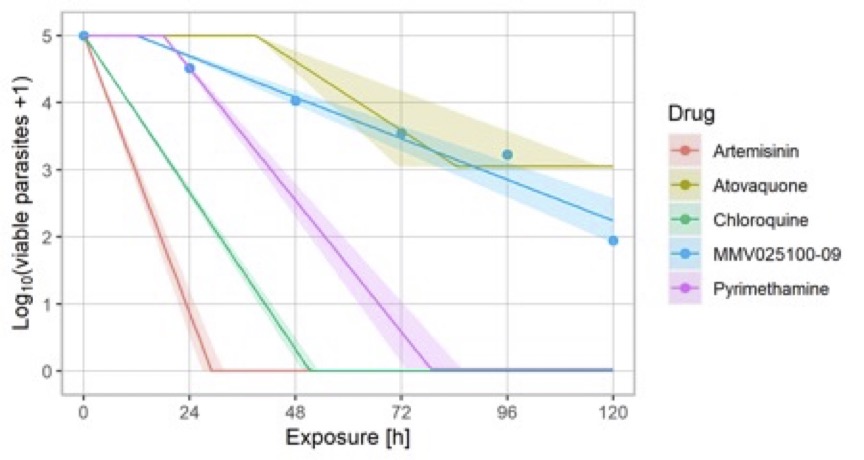 Log10(viable parasites +1)
5
4
3
2
1
0
0 24 48 72 96 120
Exposure [h]
Drug
Artemisinin
Atovaquone
Chloroquine
MMV025100-09
Pyrimethamine